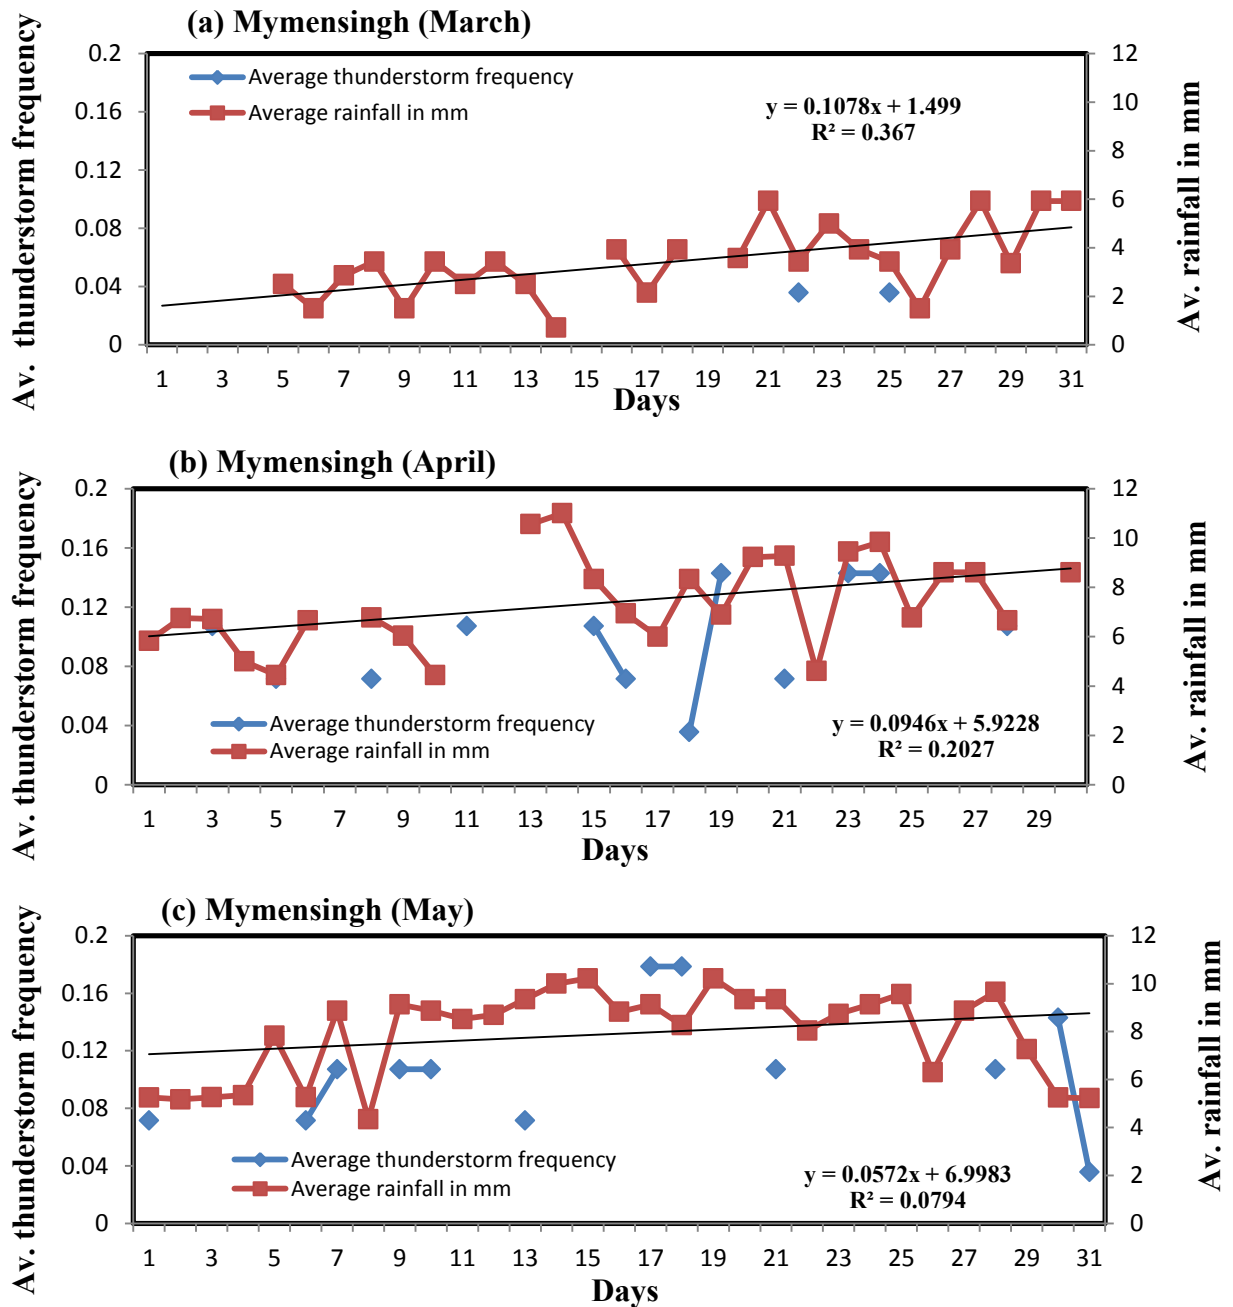 (a) Mymensingh (March)
Av. thunderstorm frequency
0.2
0.16
0.12
0.08
0.04
0
Average thunderstorm frequency
Average rainfall in mm
y = 0.1078x + 1.499
R² = 0.367
12
10
8
6
4
2
0
Av. rainfall in mm
1 3 5 7 9 11 13 15 17 19 21 23 25 27 29 31
Days
(b) Mymensingh (April)
Av. thunderstorm frequency
0.2
0.16
0.12
0.08
0.04
0
Average thunderstorm frequency
Average rainfall in mm
y = 0.0946x + 5.9228
R² = 0.2027
12
10
8
6
4
2
0
Av. rainfall in mm
1 3 5 7 9 11 13 15 17 19 21 23 25 27 29
Days
(c) Mymensingh (May)
Av. thunderstorm frequency
0.2
0.16
0.12
0.08
0.04
0
Average thunderstorm frequency
Average rainfall in mm
y = 0.0572x + 6.9983
R² = 0.0794
12
10
8
6
4
2
0
Av. rainfall in mm
1 3 5 7 9 11 13 15 17 19 21 23 25 27 29 31
Days